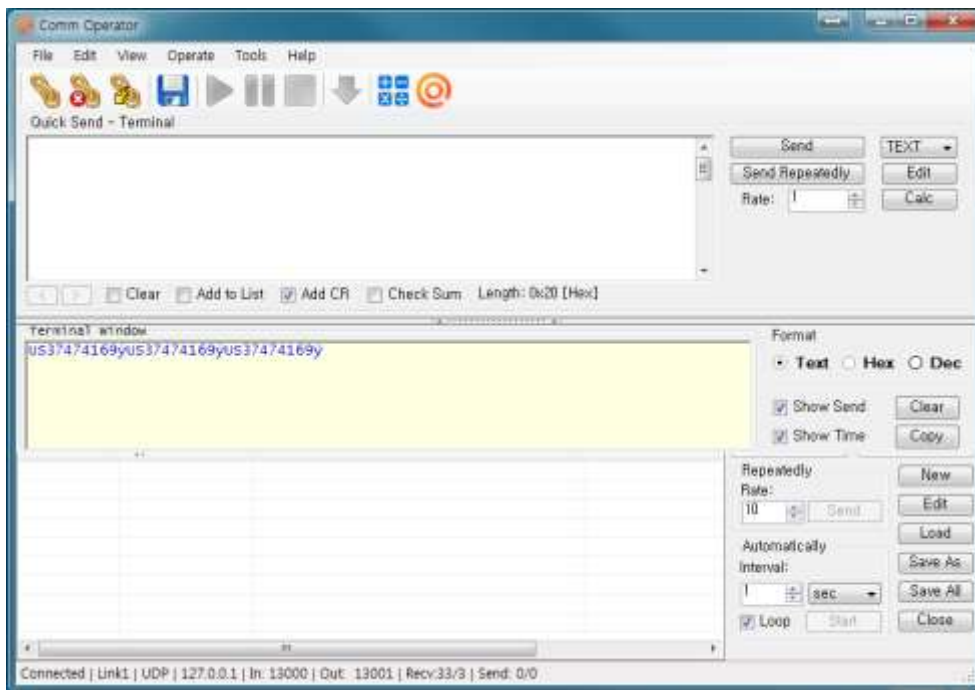 Comm Operator
File Edit View Operate Tools Help
Quick Send - Terminal
Send TEXT
Send Repeatedly Edit
Rate: 1 Calc
Clear Add to List Add CR Check Sum Length: 0x20 [Hex]
Terminal window
US37474169yUS37474169yUS37474169y
Format
Text Hex Dec
Show Send Clear
Show Time Copy
Repeatedly New
Rate:
10 Send Edit
Load
Automatically
Interval: Save As
1 sec Save All
Loop Start Close
Connected | Link1 | UDP | 127.0.0.1 | In: 13000 | Out: 13001 | Recv:33/3 | Send: 0/0